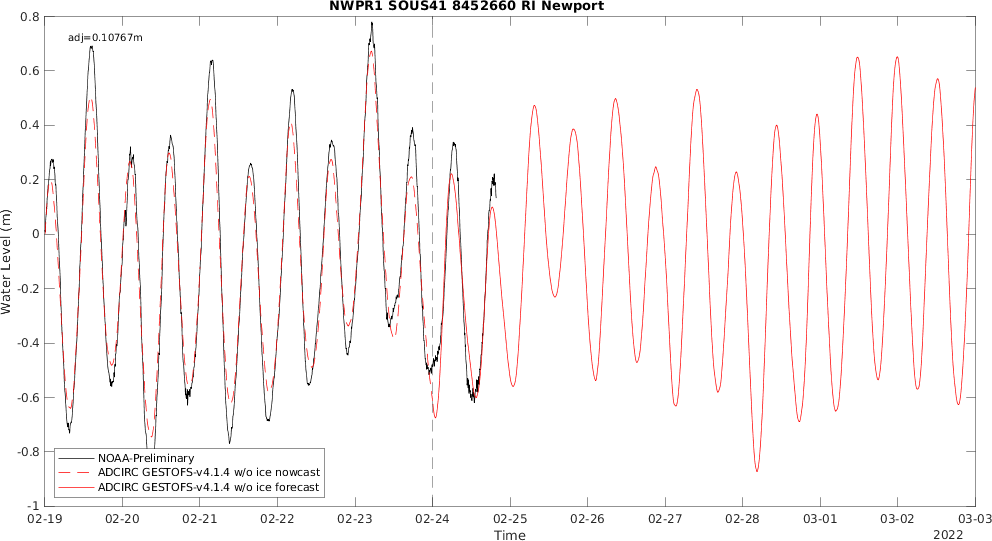 NWPR1 SOUS41 8452660 RI Newport
adj=0.10767m
0.8
0.6
0.4
0.2
0
-0.2
-0.4
-0.6
-0.8
-1
Water Level (m)
NOAA-Preliminary
ADCIRC GESTOFS-v4.1.4 w/o ice nowcast
ADCIRC GESTOFS-v4.1.4 w/o ice forecast
02-19 02-20 02-21 02-22 02-23 02-24 02-25 02-26 02-27 02-28 03-01 03-02 03-03
Time
2022